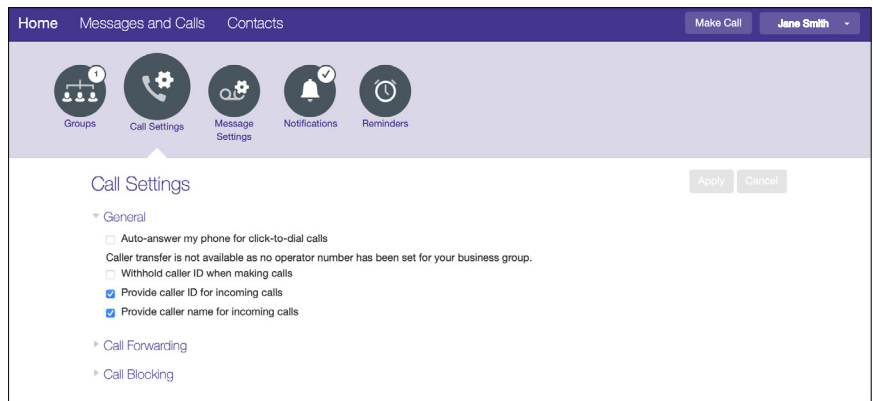 Home Messages and Calls Contacts Make Call Jane Smith
1
Groups Call Settings Message Settings Notifications Reminders
Call Settings Apply Cancel
General
Auto-answer my phone for click-to-dial calls
Caller transfer is not available as no operator number has been set for your business group.
Withhold caller ID when making calls
Provide caller ID for incoming calls
Provide caller name for incoming calls
Call Forwarding
Call Blocking